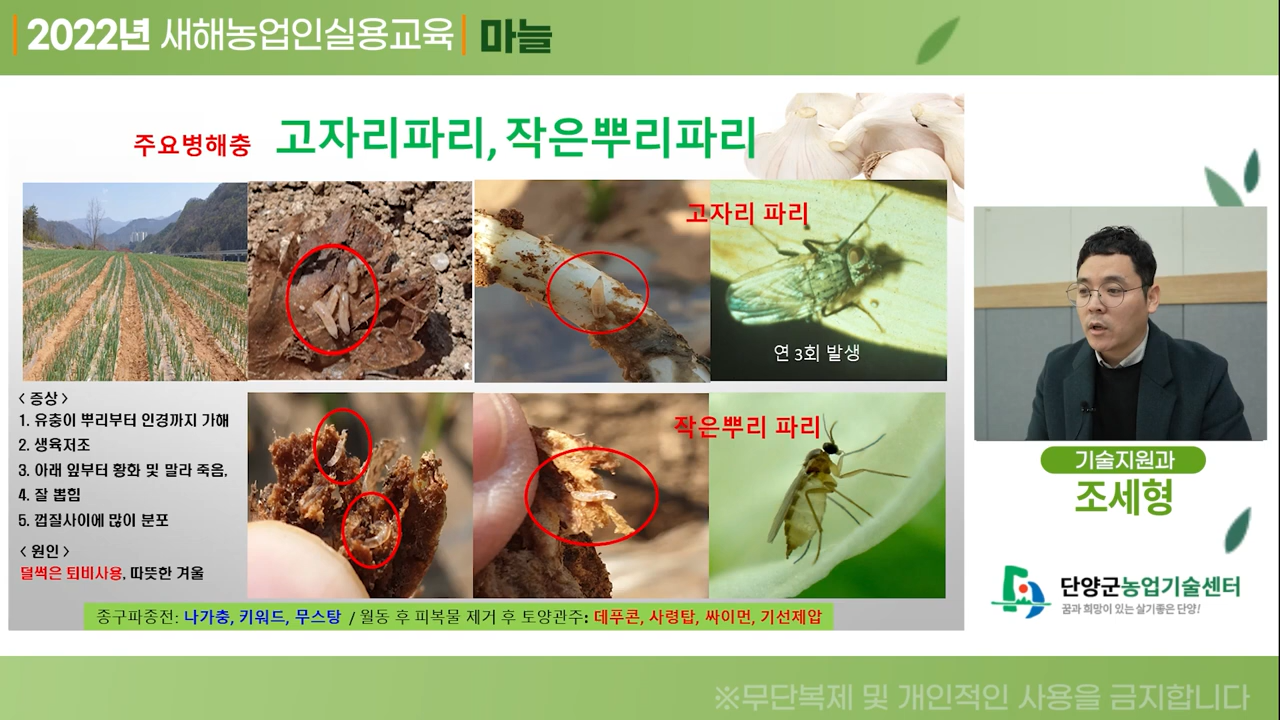 2022년 새해농업인실용교육 마늘
주요병해충 고자리파리, 작은뿌리파리
고자리 파리
연 3회 발생
< 증상 >
1. 유충이 뿌리부터 인경까지 가해
2. 생육저조
3. 아래 잎부터 황화 및 말라 죽음,
4. 잘 뽑힘
5. 껍질사이에 많이 분포
< 원인 >
덜썩은 퇴비사용, 따뜻한 겨울
작은뿌리 파리
종구파종전: 나가충, 키워드, 무스탕 / 월동 후 피복물 제거 후 토양관주: 데푸콘, 사령탑, 싸이먼, 기선제압
기술지원과
조세형
단양군농업기술센터
꿈과 희망이 있는 살기좋은 단양!
※무단복제 및 개인적인 사용을 금지합니다